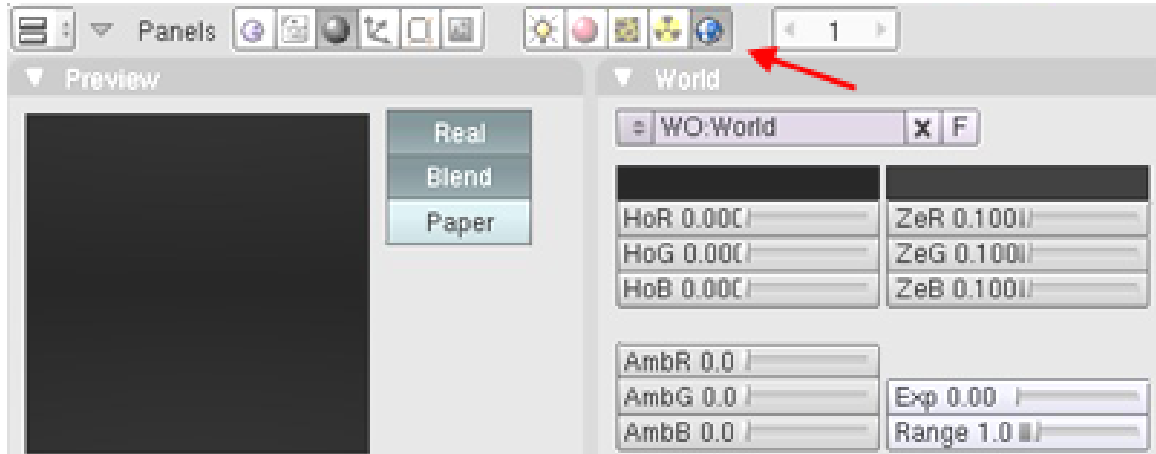 Panels 1
Preview
World
Real
Blend
Paper
WO:World X F
HoR 0.000
HoG 0.000
HoB 0.000
ZeR 0.100
ZeG 0.100
ZeB 0.100
AmbR 0.0
AmbG 0.0
AmbB 0.0
Exp 0.00
Range 1.0